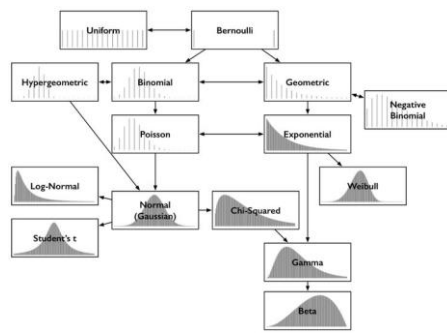 Uniform
Bernoulli
Hypergeometric
Binomial
Geometric
Negative
Binomial
Poisson
Exponential
Log-Normal
Normal
(Gaussian)
Chi-Squared
Weibull
Student's t
Gamma
Beta